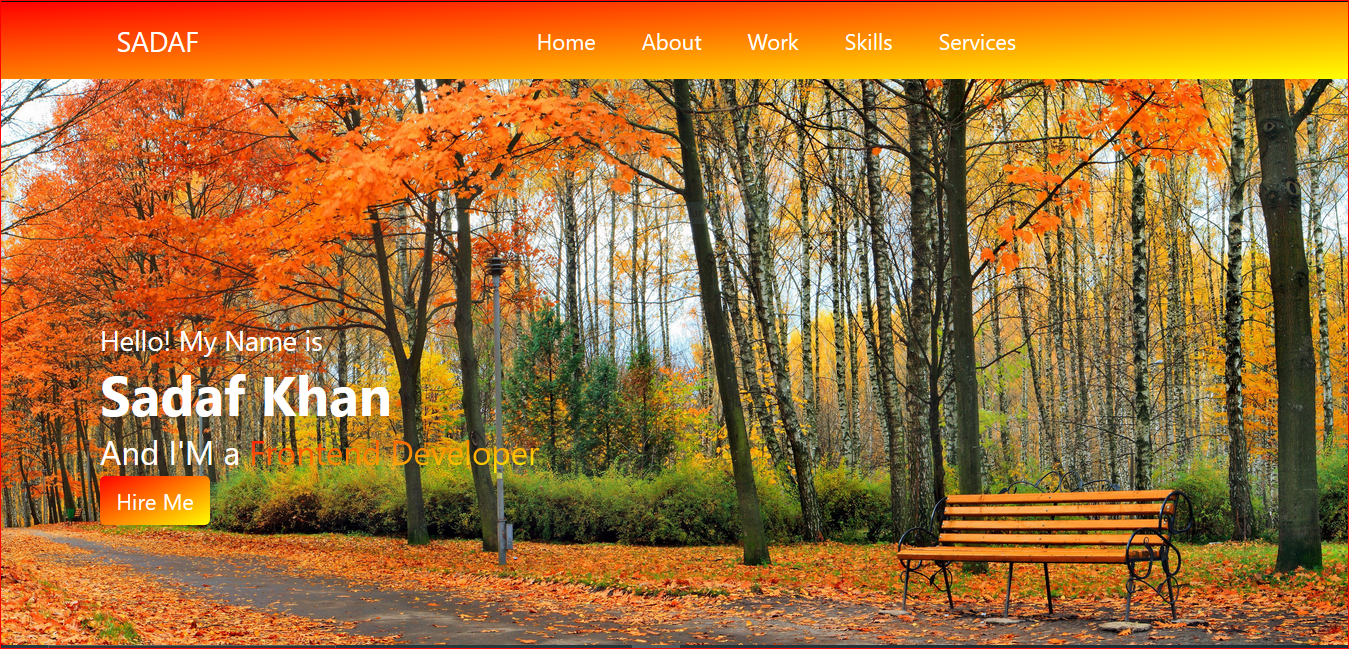 SADAF Home About Work Skills Services
Hello! My Name is
Sadaf Khan
And I'M a Frontend Developer
Hire Me